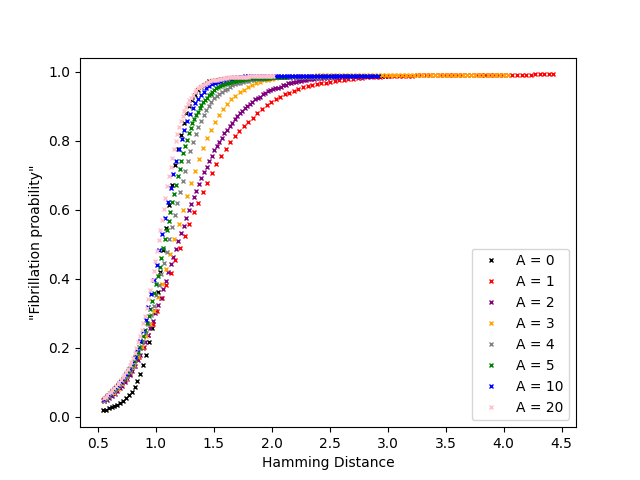 1.0
0.8
0.6
0.4
0.2
0.0
"Fibrillation proability"
A = 0
A = 1
A = 2
A = 3
A = 4
A = 5
A = 10
A = 20
0.5 1.0 1.5 2.0 2.5 3.0 3.5 4.0 4.5
Hamming Distance